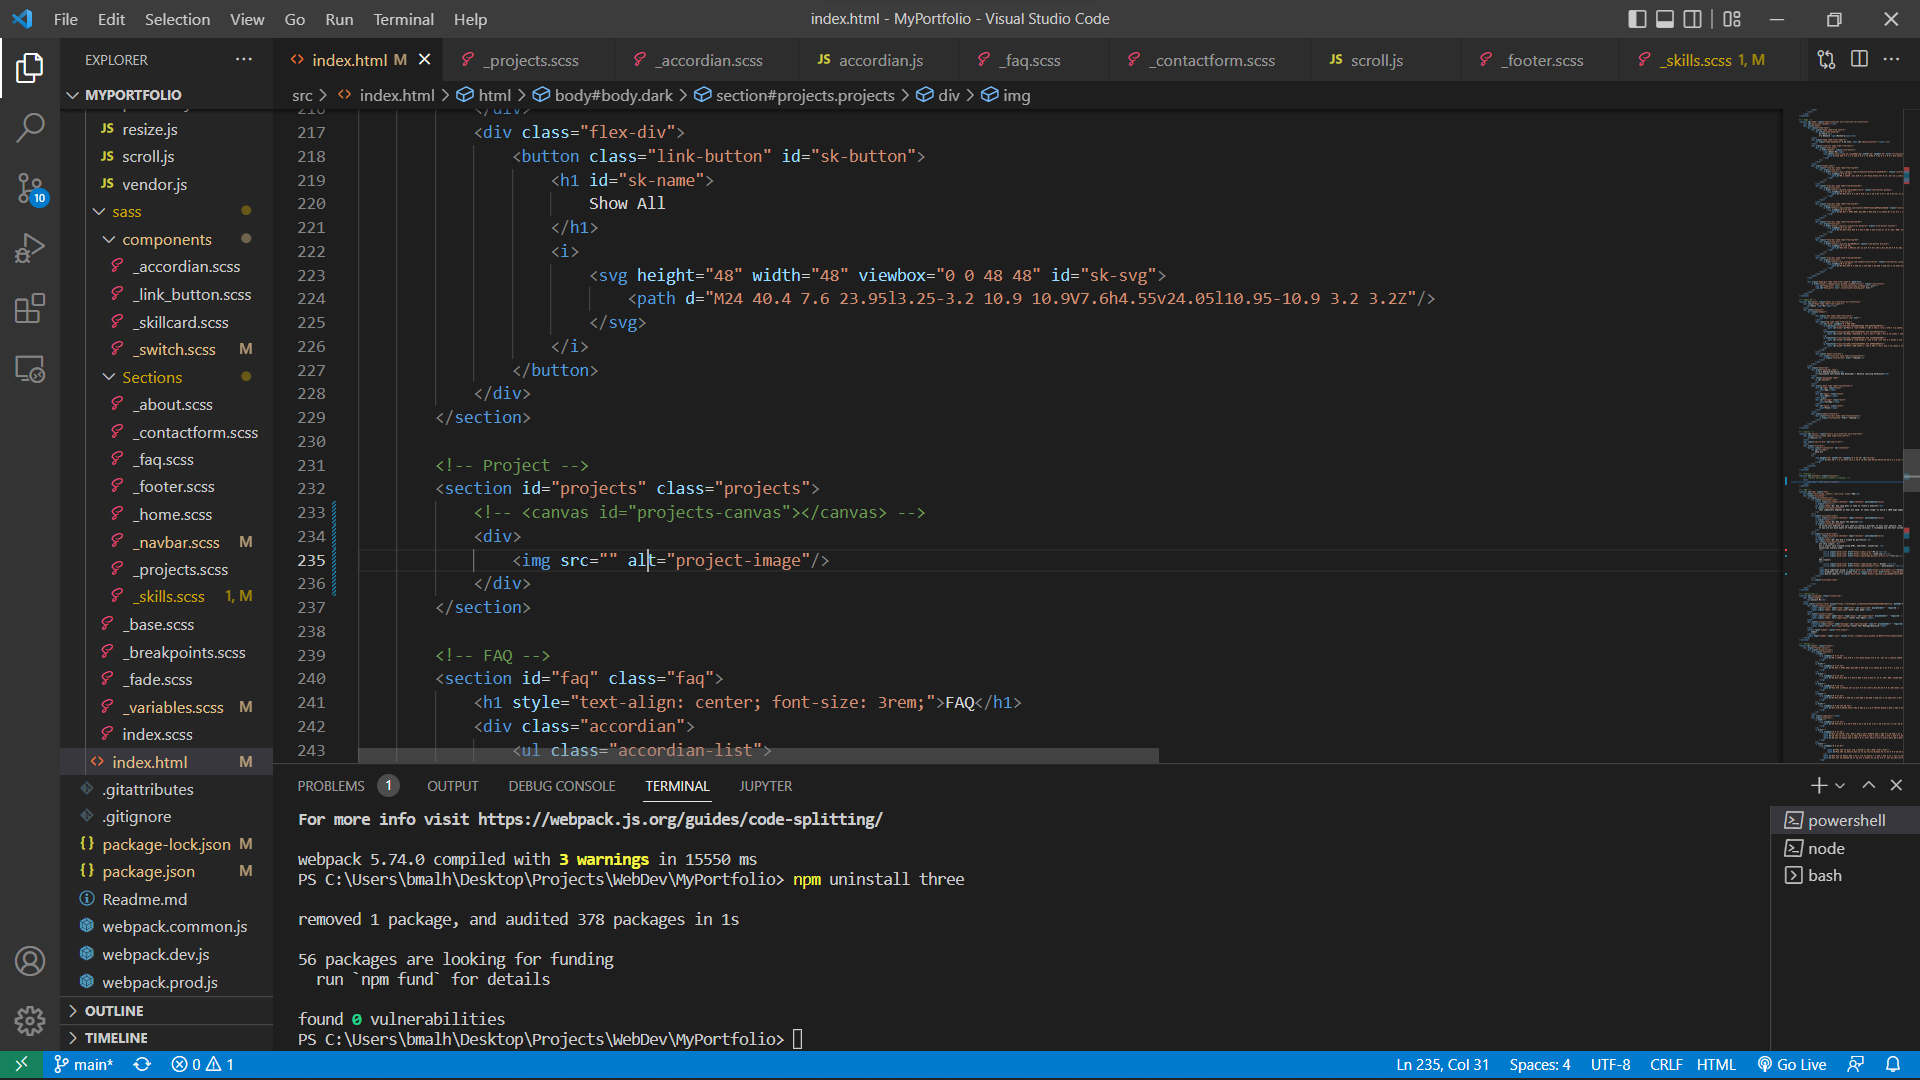 File Edit Selection View Go Run Terminal Help
index.html - MyPortfolio - Visual Studio Code
EXPLORER
index.html M
_projects.scss
_accordian.scss
JS accordian.js
_faq.scss
_contactform.scss
JS scroll.js
_footer.scss
_skills.scss 1, M
MYPORTFOLIO
src > index.html > html > body#body.dark > section#projects.projects > div > img
JS resize.js
JS scroll.js
JS vendor.js
sass
components
_accordian.scss
_link_button.scss
_skillcard.scss
_switch.scss M
Sections
_about.scss
_contactform.scss
_faq.scss
_footer.scss
_home.scss
_navbar.scss M
_projects.scss
_skills.scss 1, M
_base.scss
_breakpoints.scss
_fade.scss
_variables.scss M
index.scss
index.html M
.gitattributes
.gitignore
{} package-lock.json M
{} package.json M
Readme.md
webpack.common.js
webpack.dev.js
webpack.prod.js
OUTLINE
TIMELINE
10
216 </div>
217 <div class="flex-div">
218 <button class="link-button" id="sk-button">
219 <h1 id="sk-name">
220 Show All
221 </h1>
222 <i>
223 <svg height="48" width="48" viewbox="0 0 48 48" id="sk-svg">
224 <path d="M24 40.4 7.6 23.95l3.25-3.2 10.9 10.9V7.6h4.55v24.05l10.95-10.9 3.2 3.2Z"/>
225 </svg>
226 </i>
227 </button>
228 </div>
229 </section>
230
231 <!-- Project -->
232 <section id="projects" class="projects">
233 <!-- <canvas id="projects-canvas"></canvas> -->
234 <div>
235 <img src="" alt="project-image"/>
236 </div>
237 </section>
238
239 <!-- FAQ -->
240 <section id="faq" class="faq">
241 <h1 style="text-align: center; font-size: 3rem;">FAQ</h1>
242 <div class="accordian">
243 <ul class="accordian-list">
PROBLEMS 1 OUTPUT DEBUG CONSOLE TERMINAL JUPYTER
For more info visit https://webpack.js.org/guides/code-splitting/
webpack 5.74.0 compiled with 3 warnings in 15550 ms
PS C:\Users\bmalh\Desktop\Projects\WebDev\MyPortfolio> npm uninstall three
removed 1 package, and audited 378 packages in 1s
56 packages are looking for funding
run `npm fund` for details
found 0 vulnerabilities
PS C:\Users\bmalh\Desktop\Projects\WebDev\MyPortfolio>
powershell
node
bash
main* 0 1
Ln 235, Col 31 Spaces: 4 UTF-8 CRLF HTML Go Live